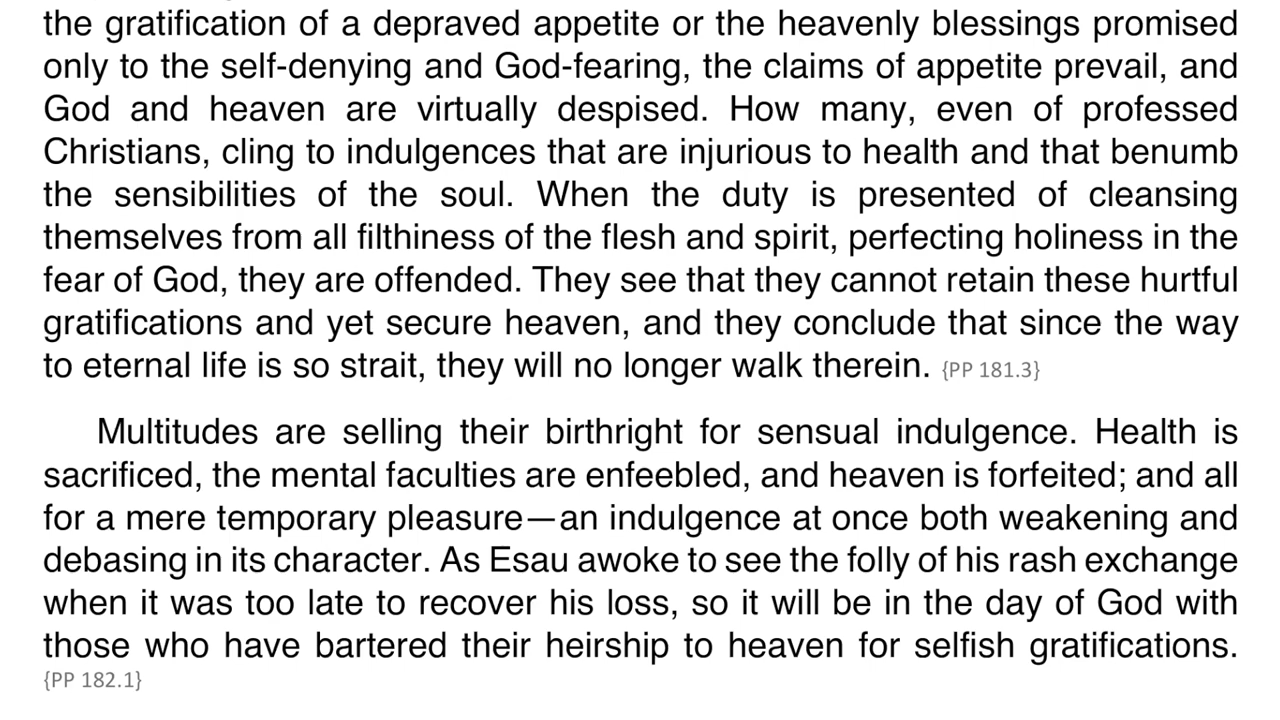 the gratification of a depraved appetite or the heavenly blessings promised
only to the self-denying and God-fearing, the claims of appetite prevail, and
God and heaven are virtually despised. How many, even of professed
Christians, cling to indulgences that are injurious to health and that benumb
the sensibilities of the soul. When the duty is presented of cleansing
themselves from all filthiness of the flesh and spirit, perfecting holiness in the
fear of God, they are offended. They see that they cannot retain these hurtful
gratifications and yet secure heaven, and they conclude that since the way
to eternal life is so strait, they will no longer walk therein. {PP 181.3}
Multitudes are selling their birthright for sensual indulgence. Health is
sacrificed, the mental faculties are enfeebled, and heaven is forfeited; and all
for a mere temporary pleasure—an indulgence at once both weakening and
debasing in its character. As Esau awoke to see the folly of his rash exchange
when it was too late to recover his loss, so it will be in the day of God with
those who have bartered their heirship to heaven for selfish gratifications.
{PP 182.1}